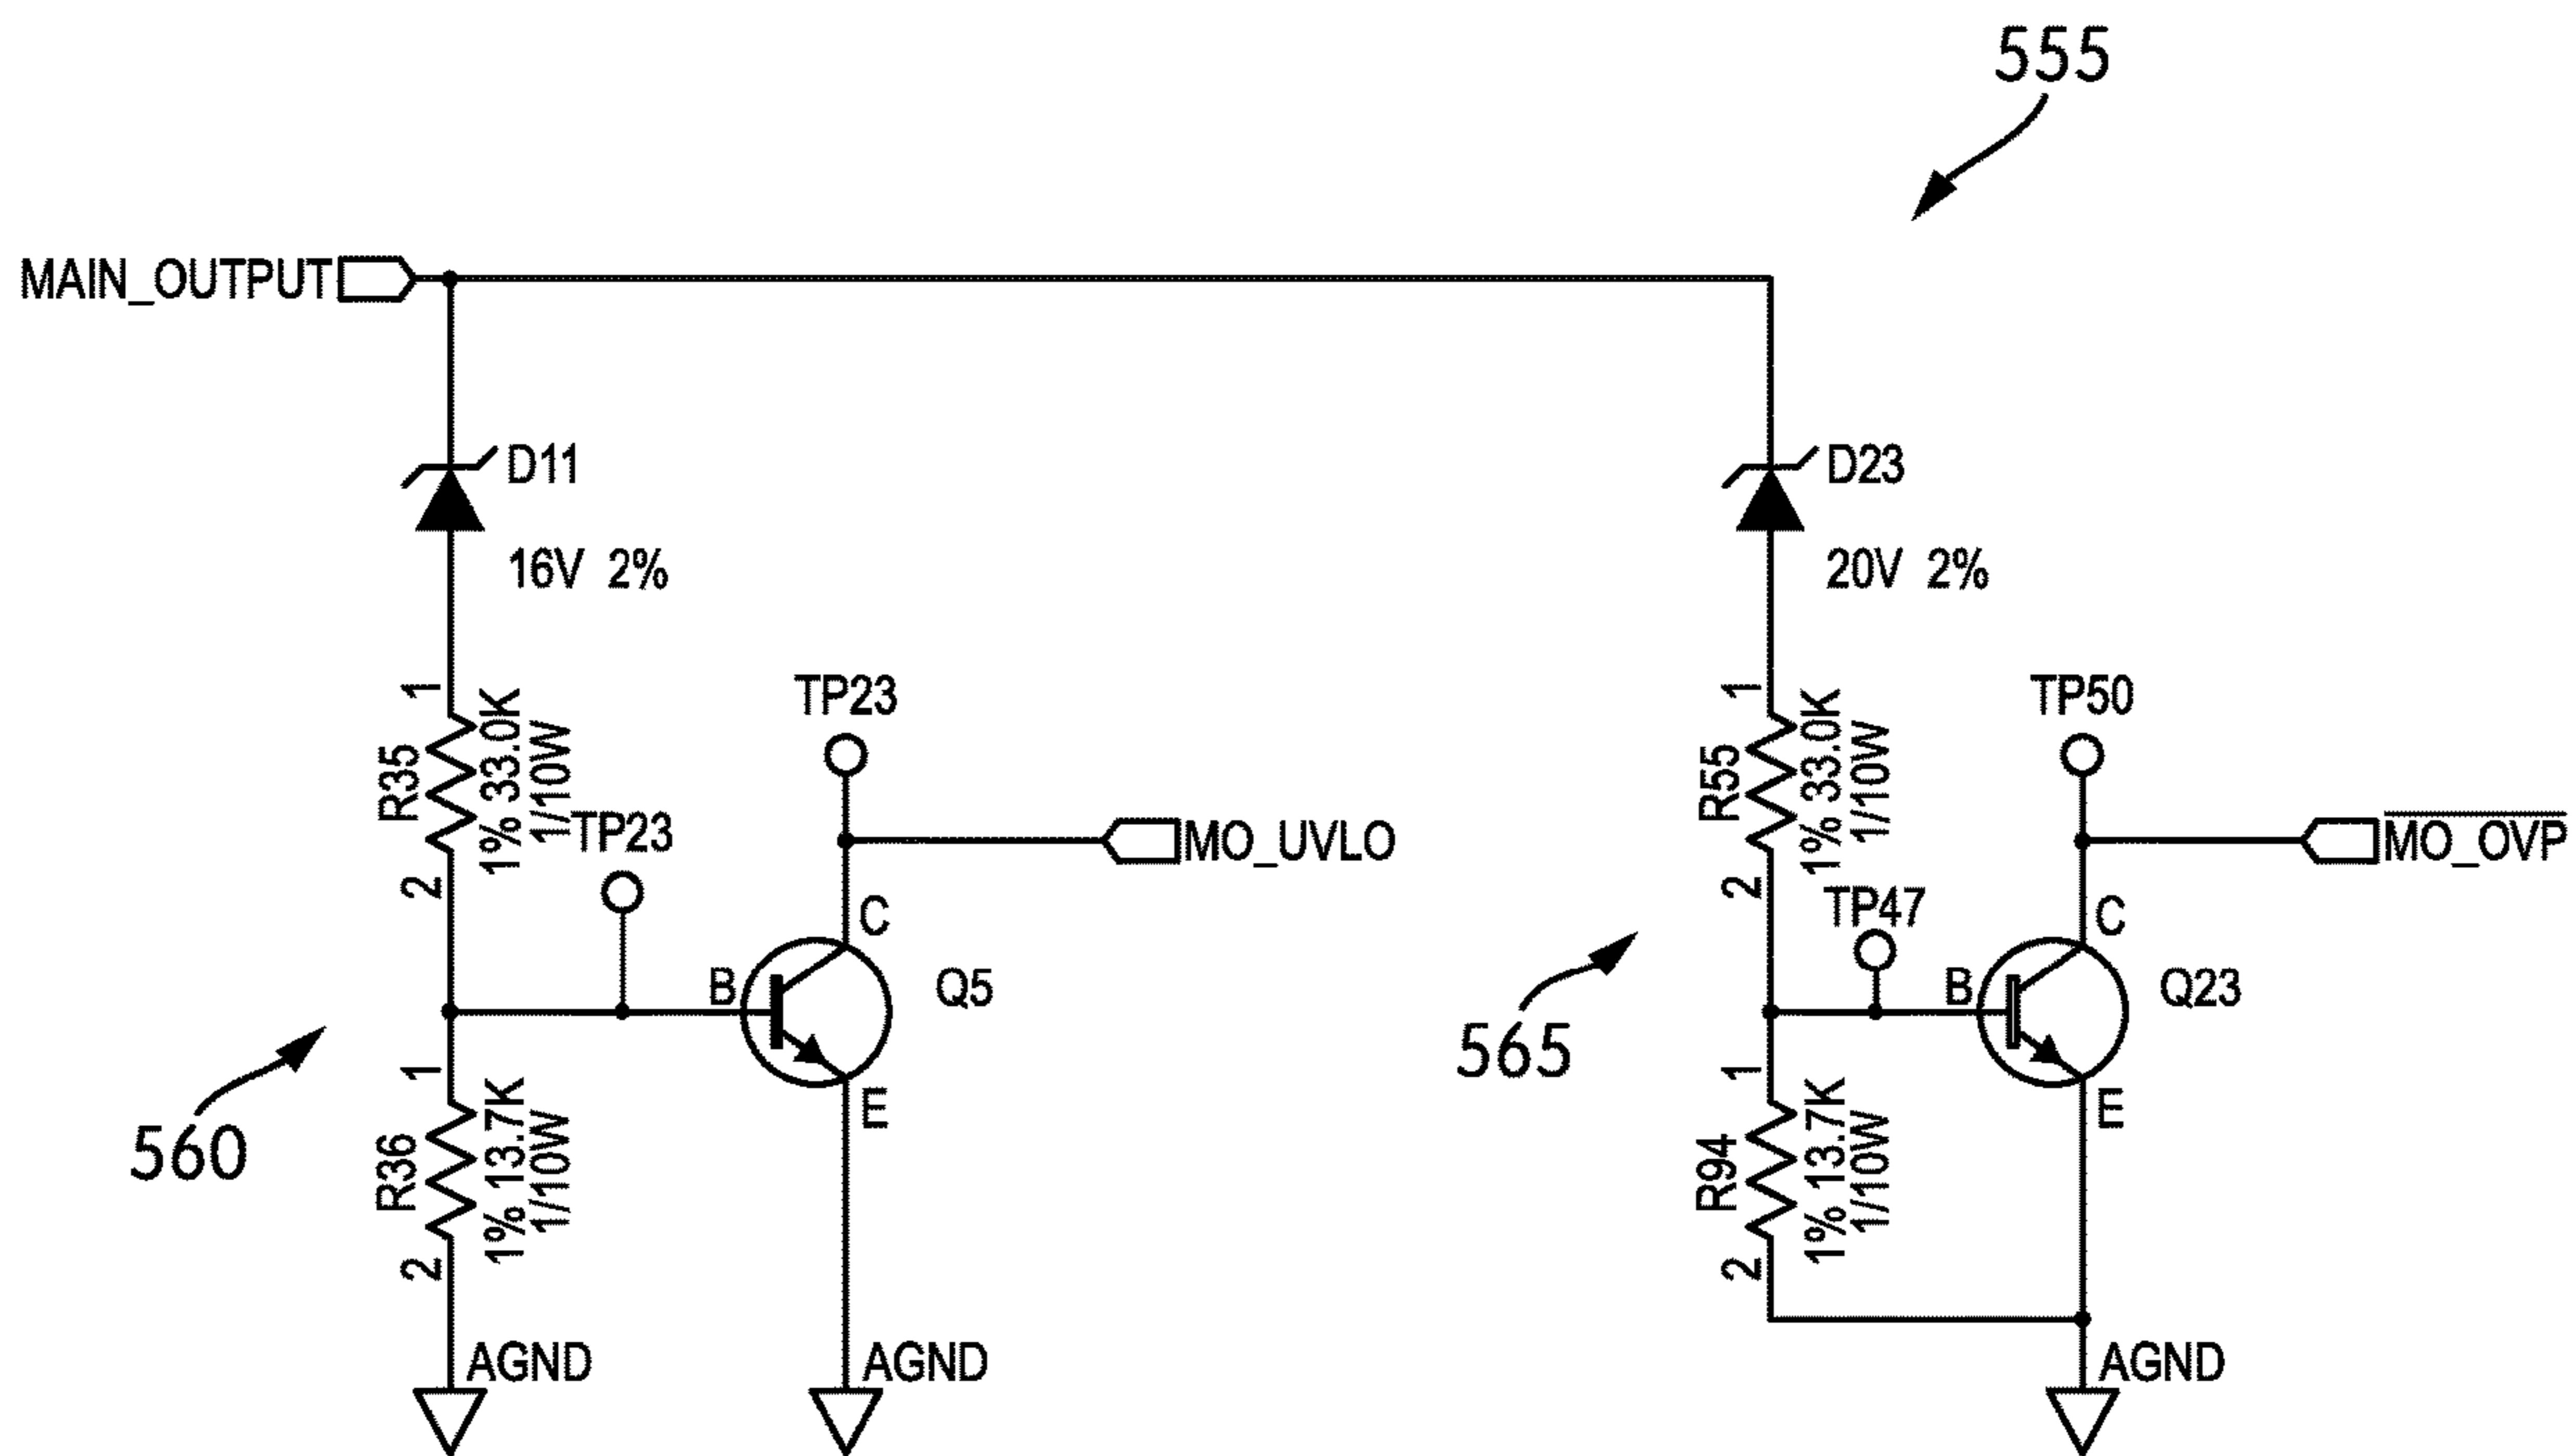 555
MAIN_OUTPUT
D11
16V 2%
D23
20V 2%
1
R35
1% 33.0K
1/10W
2
TP23
TP23
MO_UVLO
C
B
Q5
E
560
1
R36
1% 13.7K
1/10W
2
AGND
AGND
1
R55
1% 33.0K
1/10W
2
TP50
TP47
MO_OVP
C
B
Q23
E
565
1
R94
1% 13.7K
1/10W
2
AGND